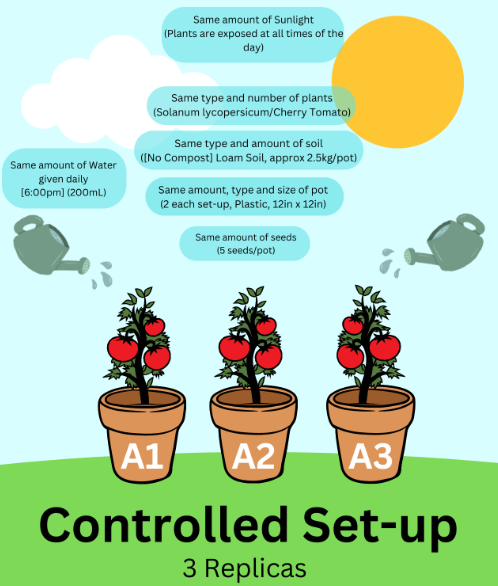 Same amount of Sunlight
(Plants are exposed at all times of the
day)
Same type and number of plants
(Solanum lycopersicum/Cherry Tomato)
Same type and amount of soil
([No Compost] Loam Soil, approx 2.5kg/pot)
Same amount of Water
given daily
[6:00pm] (200mL)
Same amount, type and size of pot
(2 each set-up, Plastic, 12in x 12in)
Same amount of seeds
(5 seeds/pot)
A1
A2
A3
Controlled Set-up
3 Replicas